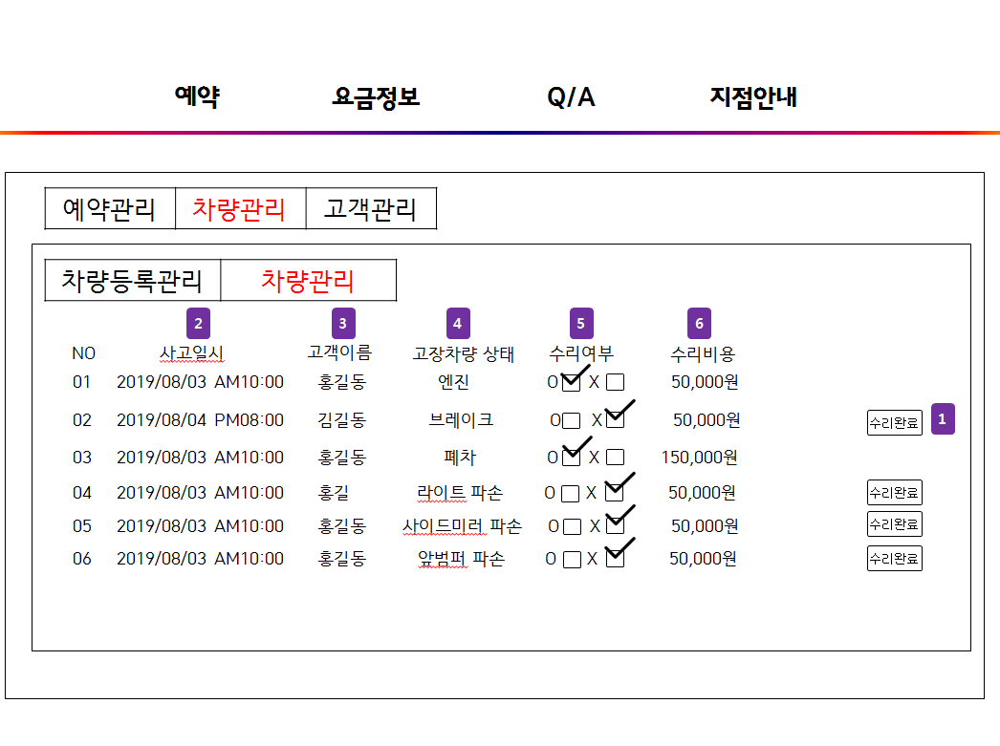 예약 요금정보 Q/A 지점안내
예약관리 차량관리 고객관리
차량등록관리 차량관리
2 3 4 5 6
NO 사고일시 고객이름 고장차량 상태 수리여부 수리비용
01 2019/08/03 AM10:00 홍길동 엔진 O X 50,000원
02 2019/08/04 PM08:00 김길동 브레이크 O X 50,000원 수리완료 1
03 2019/08/03 AM10:00 홍길동 폐차 O X 150,000원
04 2019/08/03 AM10:00 홍길 라이트 파손 O X 50,000원 수리완료
05 2019/08/03 AM10:00 홍길동 사이드미러 파손 O X 50,000원 수리완료
06 2019/08/03 AM10:00 홍길동 앞범퍼 파손 O X 50,000원 수리완료